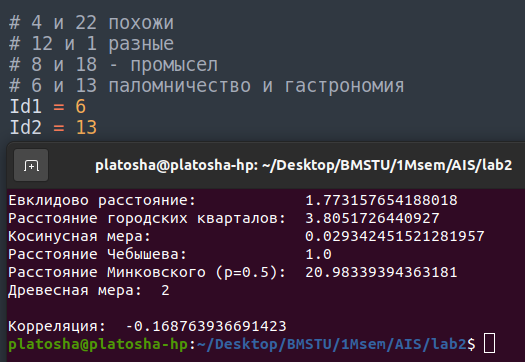 # 4 и 22 похожи
# 12 и 1 разные
# 8 и 18 - промысел
# 6 и 13 паломничество и гастрономия
Id1 = 6
Id2 = 13
platosha@platosha-hp: ~/Desktop/BMSTU/1Msem/AIS/lab2
Евклидово расстояние: 1.773157654188018
Расстояние городских кварталов: 3.8051726440927
Косинусная мера: 0.029342451521281957
Расстояние Чебышева: 1.0
Расстояние Минковского (p=0.5): 20.98339394363181
Древесная мера: 2
Корреляция: -0.168763936691423
platosha@platosha-hp:~/Desktop/BMSTU/1Msem/AIS/lab2$